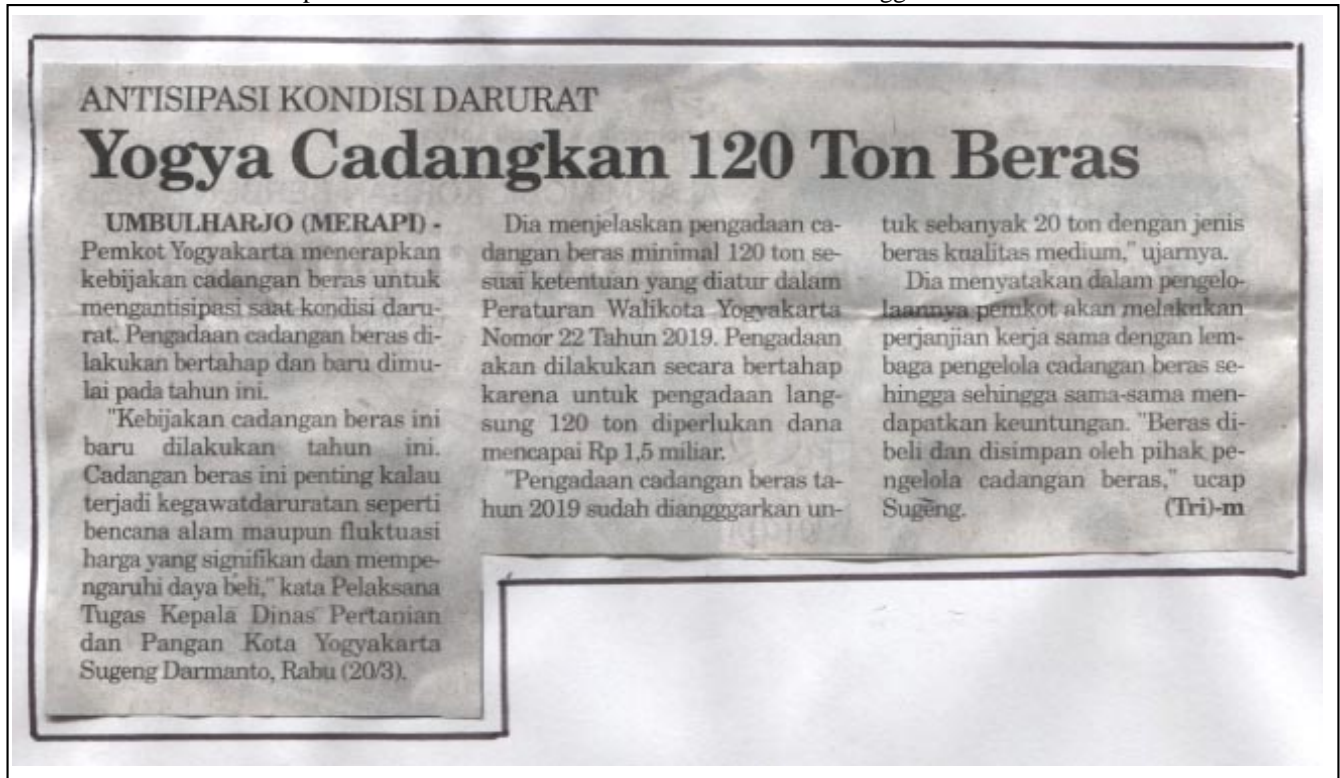 ANTISIPASI KONDISI DARURAT
Yogya Cadangkan 120 Ton Beras
UMBULHARJO (MERAPI) -
Pemkot Yogyakarta menerapkan
kebijakan cadangan beras untuk
mengantisipasi saat kondisi daru-
rat. Pengadaan cadangan beras di-
lakukan bertahap dan baru dimu-
lai pada tahun ini.
"Kebijakan cadangan beras ini
baru dilakukan tahun ini.
Cadangan beras ini penting kalau
terjadi kegawatdaruratan seperti
bencana alam maupun fluktuasi
harga yang signifikan dan mempe-
ngaruhi daya beli," kata Pelaksana
Tugas Kepala Dinas Pertanian
dan Pangan Kota Yogyakarta
Sugeng Darmanto, Rabu (20/3).
Dia menjelaskan pengadaan ca-
dangan beras minimal 120 ton se-
suai ketentuan yang diatur dalam
Peraturan Walikota Yogyakarta
Nomor 22 Tahun 2019. Pengadaan
akan dilakukan secara bertahap
karena untuk pengadaan lang-
sung 120 ton diperlukan dana
mencapai Rp 1,5 miliar.
"Pengadaan cadangan beras ta-
hun 2019 sudah diangggarkan un-
tuk sebanyak 20 ton dengan jenis
beras kualitas medium," ujarnya.
Dia menyatakan dalam pengelo-
laannya pemkot akan melakukan
perjanjian kerja sama dengan lem-
baga pengelola cadangan beras se-
hingga sehingga sama-sama men-
dapatkan keuntungan. "Beras di-
beli dan disimpan oleh pihak pe-
ngelola cadangan beras," ucap
Sugeng. (Tri)-m